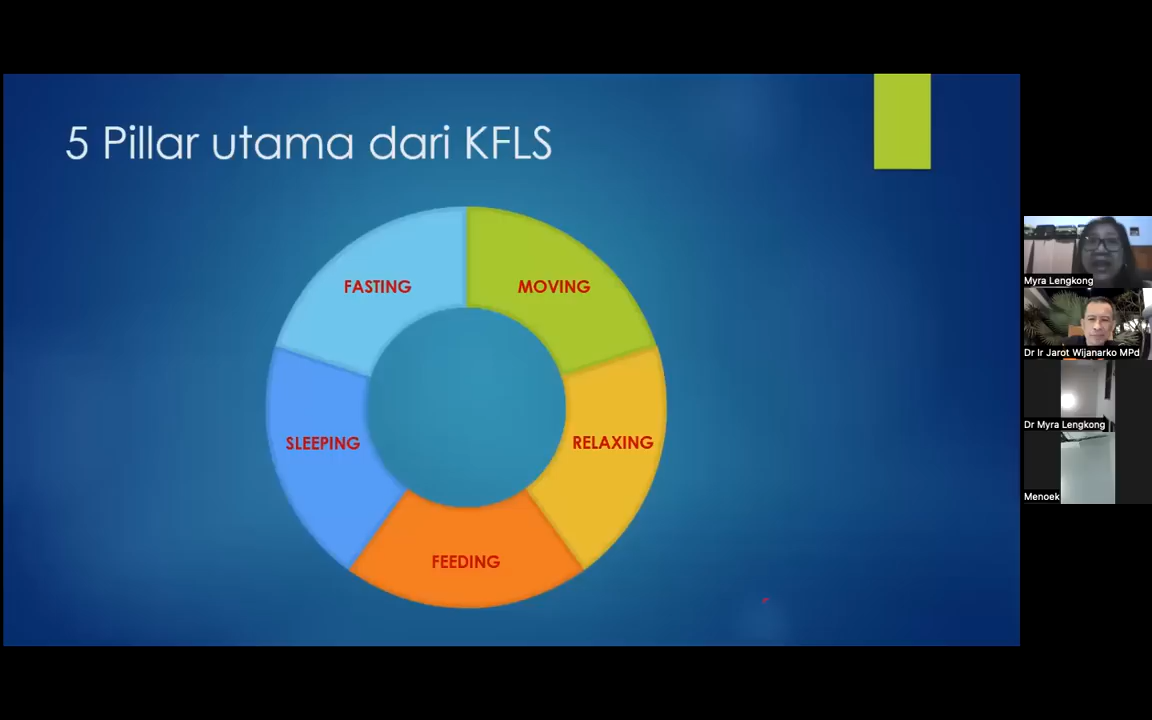 5 Pillar utama dari KFLS
FASTING
MOVING
SLEEPING
RELAXING
FEEDING
Myra Lengkong
Dr Ir Jarot Wijanarko MPd
Dr Myra Lengkong
Menoek